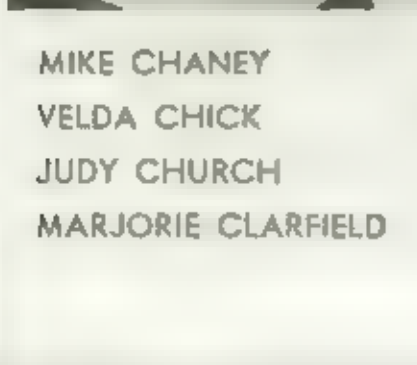 MIKE CHANEY
VELDA CHICK
JUDY CHURCH
MARJORIE CLARFIELD